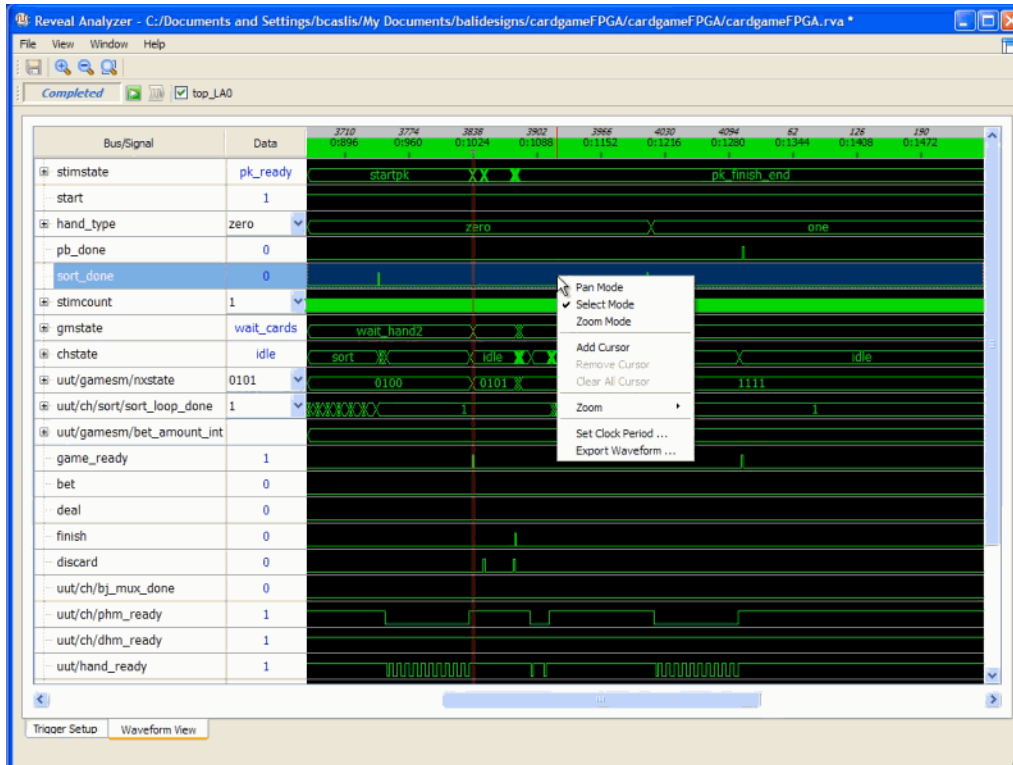 Reveal Analyzer - C:/Documents and Settings/bcaslis/My Documents/balidesigns/cardgameFPGA/cardgameFPGA/cardgameFPGA.rva *
File View Window Help
Completed top_LA0
3710 3774 3838 3902 3966 4030 4094 62 126 190
Bus/Signal Data 0:896 0:960 0:1024 0:1088 0:1152 0:1216 0:1280 0:1344 0:1408 0:1472
stimstate pk_ready startpk pk_finish_end
start 1
hand_type zero zero one
pb_done 0
sort_done 0
Pan Mode
stimcount 1 Select Mode
Zoom Mode
gmstate wait_cards wait_hand2
Add Cursor
chstate idle sort idle idle
Remove Cursor
uut/gamesm/nxstate 0101 0100 0101 1111
Clear All Cursor
uut/ch/sort/sort_loop_done 1 1 1
Zoom
uut/gamesm/bet_amount_int
Set Clock Period ...
Export Waveform ...
game_ready 1
bet 0
deal 0
finish 0
discard 0
uut/ch/bj_mux_done 0
uut/ch/phm_ready 1
uut/ch/dhm_ready 1
uut/hand_ready 1
Trigger Setup Waveform View